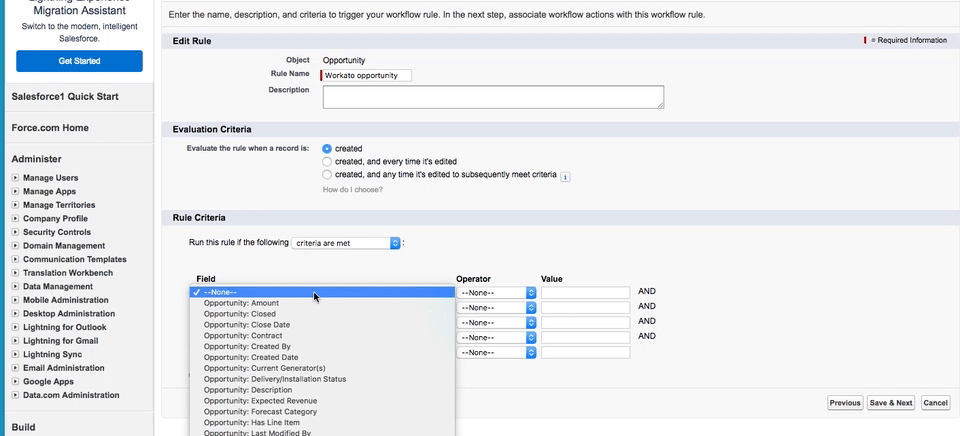 Migration Assistant
Switch to the modern, intelligent
Salesforce.
Get Started
Salesforce1 Quick Start
Force.com Home
Administer
Manage Users
Manage Apps
Manage Territories
Company Profile
Security Controls
Domain Management
Communication Templates
Translation Workbench
Data Management
Mobile Administration
Desktop Administration
Lightning for Outlook
Lightning for Gmail
Lightning Sync
Email Administration
Google Apps
Data.com Administration
Build
Enter the name, description, and criteria to trigger your workflow rule. In the next step, associate workflow actions with this workflow rule.
Edit Rule
= Required Information
Object Opportunity
Rule Name Workato opportunity
Description
Evaluation Criteria
Evaluate the rule when a record is: created
created, and every time it's edited
created, and any time it's edited to subsequently meet criteria i
How do I choose?
Rule Criteria
Run this rule if the following criteria are met :
Field Operator Value
--None-- --None-- AND
Opportunity: Amount --None-- AND
Opportunity: Closed
Opportunity: Close Date --None-- AND
Opportunity: Contract --None-- AND
Opportunity: Created By --None--
Opportunity: Created Date
Opportunity: Current Generator(s)
Opportunity: Delivery/Installation Status
Opportunity: Description
Opportunity: Expected Revenue
Opportunity: Forecast Category
Opportunity: Has Line Item
Opportunity: Last Modified By
Previous Save & Next Cancel